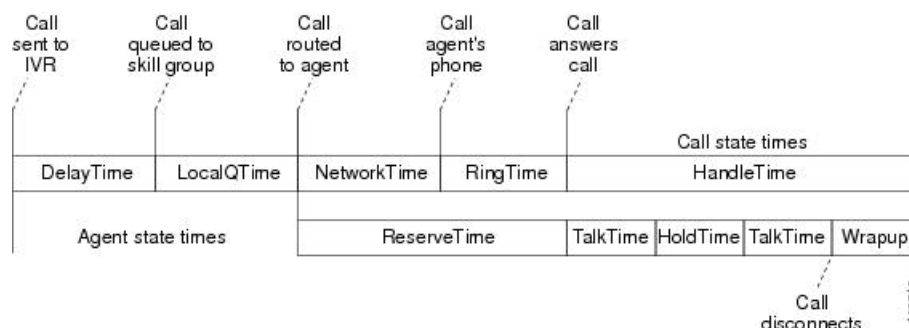 Call
sent to
IVR
Call
queued to
skill group
Call
routed
to agent
Call
agent's
phone
Call
answers
call
Call state times
DelayTime
LocalQTime
NetworkTime
RingTime
HandleTime
Agent state times
ReserveTime
TalkTime
HoldTime
TalkTime
Wrapup
Call
disconnects